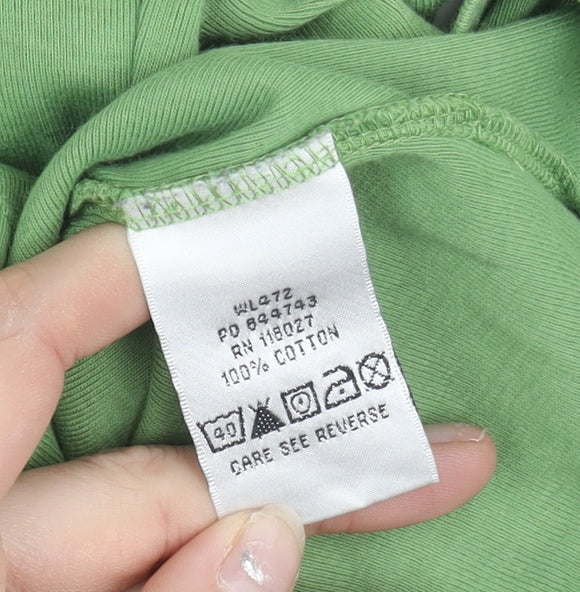 WL472
PO 844743
RN 118027
100% COTTON
40
CARE SEE REVERSE